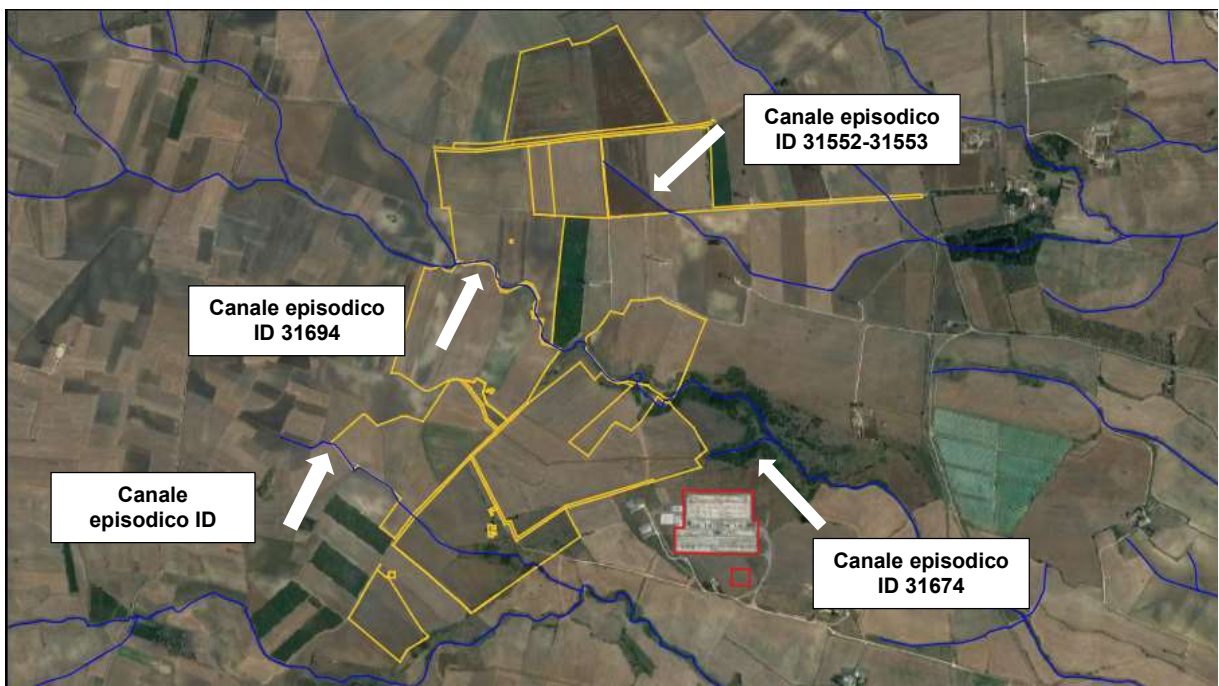 Canale episodico
ID 31552-31553
Canale episodico
ID 31694
Canale
episodico ID
Canale episodico
ID 31674